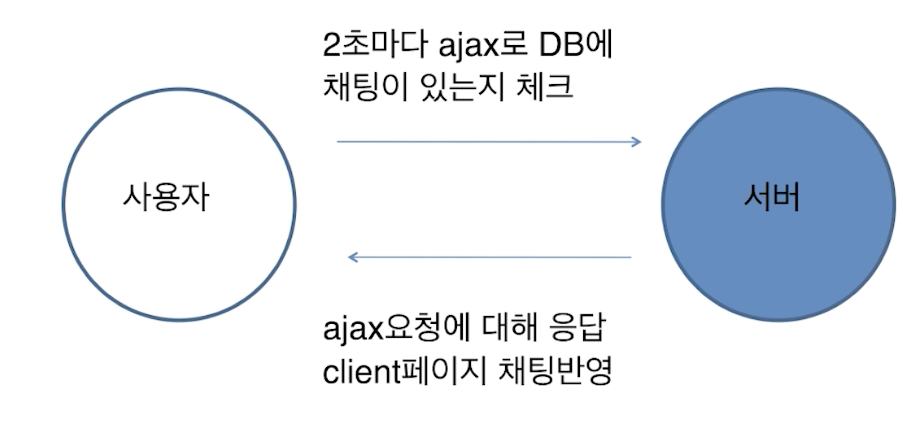 2초마다 ajax로 DB에
채팅이 있는지 체크
사용자
서버
ajax요청에 대해 응답
client페이지 채팅반영